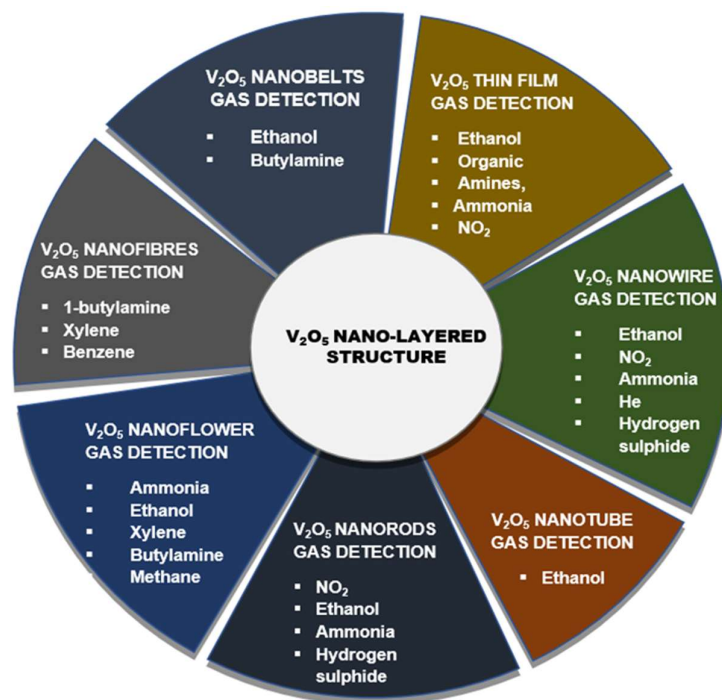 V₂O₅ NANOBELTS
GAS DETECTION
▪ Ethanol
▪ Butylamine
V₂O₅ THIN FILM
GAS DETECTION
▪ Ethanol
▪ Organic
▪ Amines,
▪ Ammonia
▪ NO₂
V₂O₅ NANOWIRE
GAS DETECTION
▪ Ethanol
▪ NO₂
▪ Ammonia
▪ He
▪ Hydrogen
sulphide
V₂O₅ NANOTUBE
GAS DETECTION
▪ Ethanol
V₂O₅ NANORODS
GAS DETECTION
▪ NO₂
▪ Ethanol
▪ Ammonia
▪ Hydrogen
sulphide
V₂O₅ NANOFLOWER
GAS DETECTION
▪ Ammonia
▪ Ethanol
▪ Xylene
▪ Butylamine
Methane
V₂O₅ NANOFIBRES
GAS DETECTION
▪ 1-butylamine
▪ Xylene
▪ Benzene
V₂O₅ NANO-LAYERED
STRUCTURE